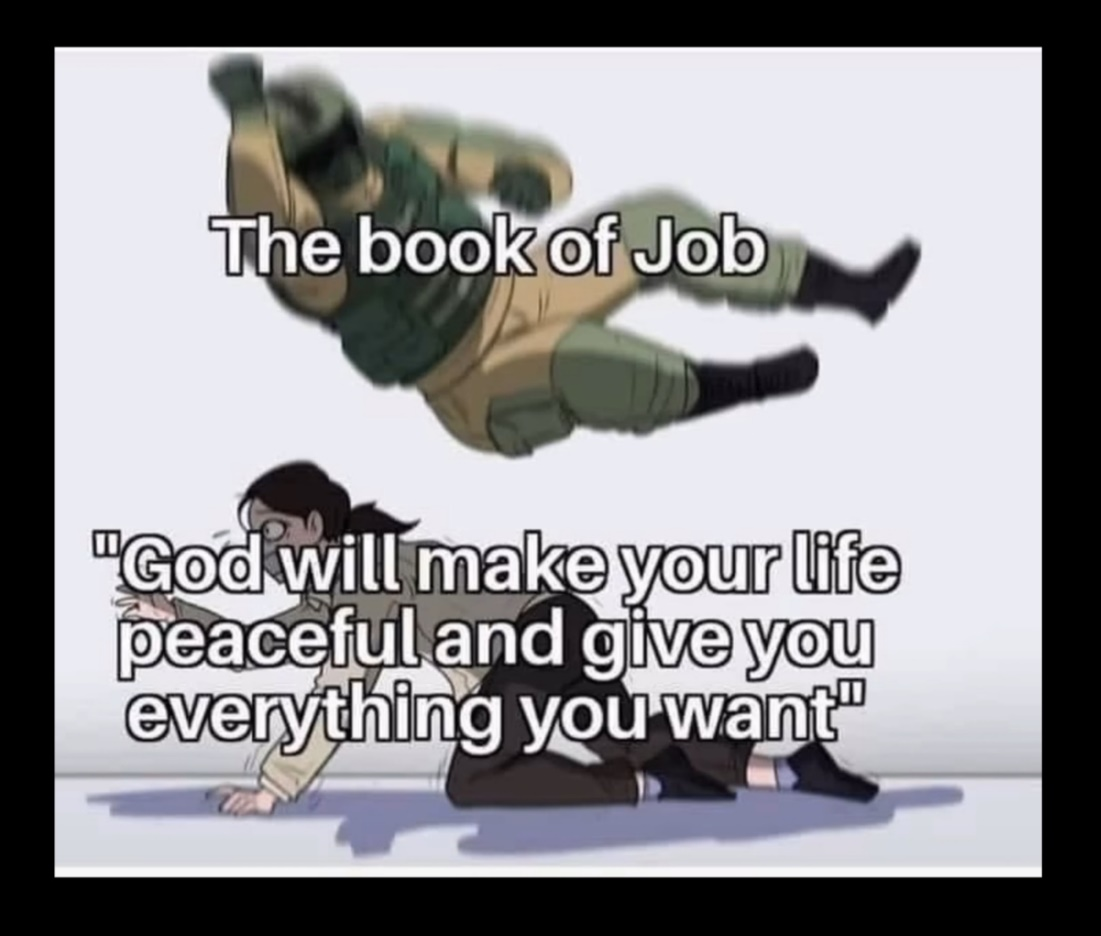 The book of Job
"God will make your life
peaceful and give you
everything you want"